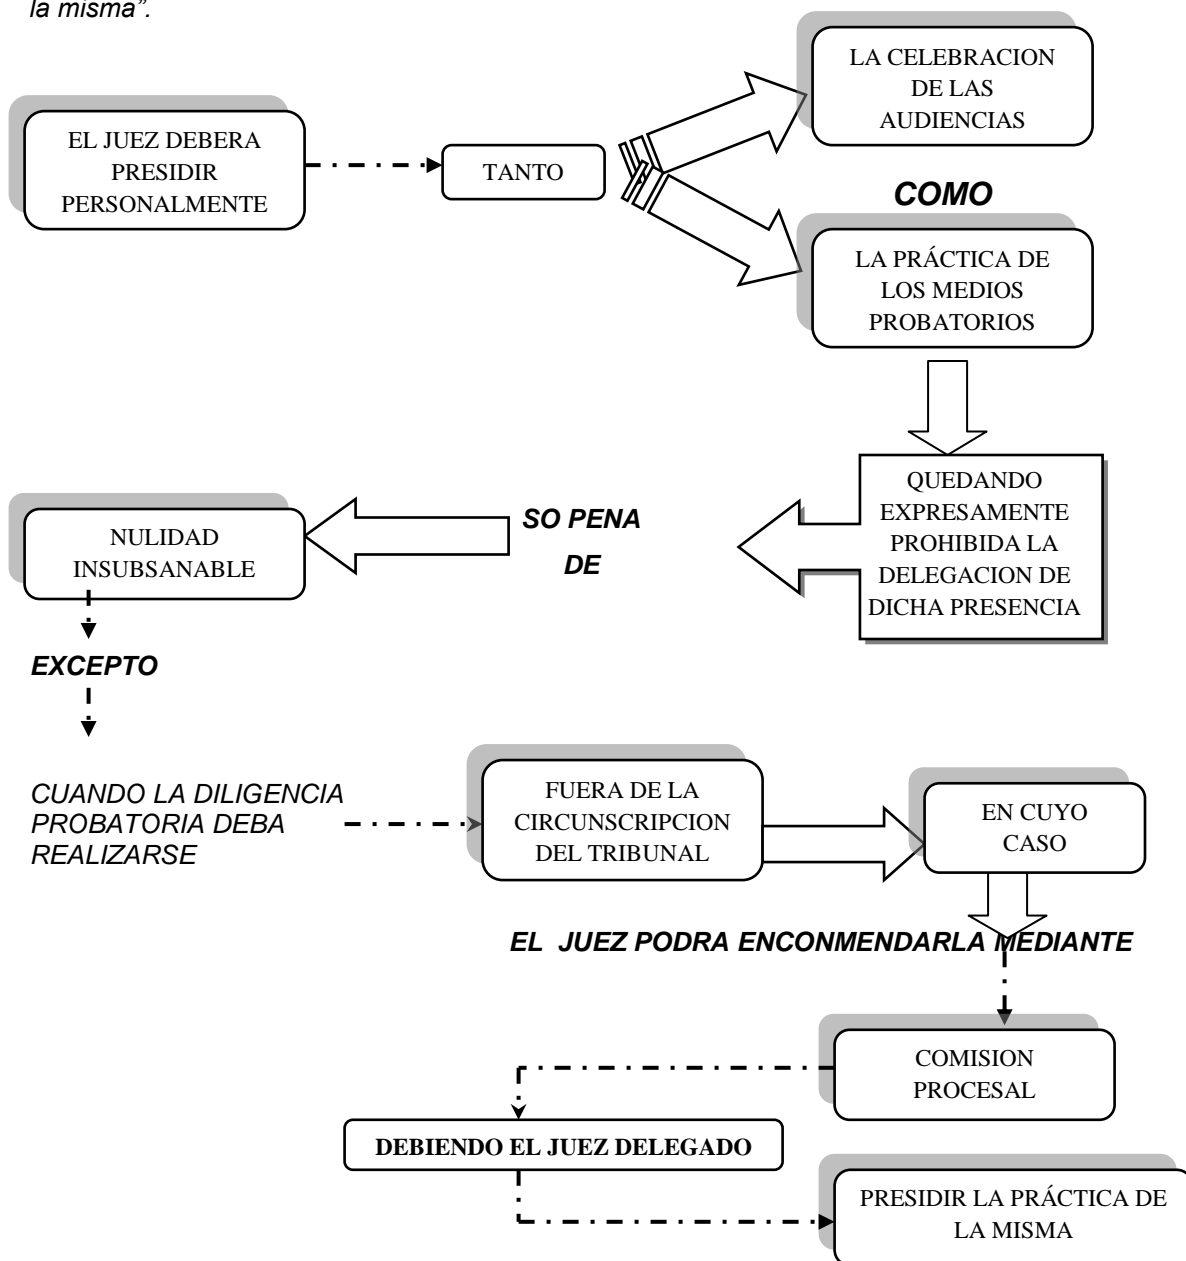 la misma”.
EL JUEZ DEBERA
PRESIDIR
PERSONALMENTE
TANTO
LA CELEBRACION
DE LAS
AUDIENCIAS
COMO
LA PRÁCTICA DE
LOS MEDIOS
PROBATORIOS
QUEDANDO
EXPRESAMENTE
PROHIBIDA LA
DELEGACION DE
DICHA PRESENCIA
SO PENA
DE
NULIDAD
INSUBSANABLE
EXCEPTO
CUANDO LA DILIGENCIA
PROBATORIA DEBA
REALIZARSE
FUERA DE LA
CIRCUNSCRIPCION
DEL TRIBUNAL
EN CUYO
CASO
EL JUEZ PODRA ENCONMENDARLA MEDIANTE
COMISION
PROCESAL
DEBIENDO EL JUEZ DELEGADO
PRESIDIR LA PRÁCTICA DE
LA MISMA